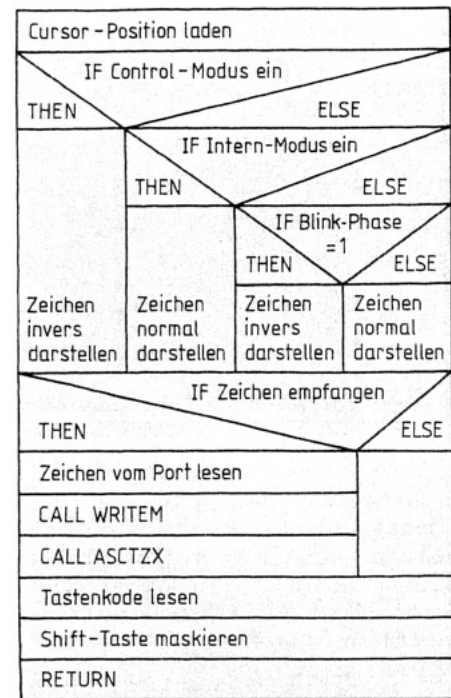 Cursor-Position laden
IF Control-Modus ein
THEN
ELSE
IF Intern-Modus ein
THEN
ELSE
IF Blink-Phase
=1
THEN
ELSE
Zeichen
invers
darstellen
Zeichen
normal
darstellen
Zeichen
invers
darstellen
Zeichen
normal
darstellen
IF Zeichen empfangen
THEN
ELSE
Zeichen vom Port lesen
CALL WRITEM
CALL ASCTZX
Tastenkode lesen
Shift-Taste maskieren
RETURN